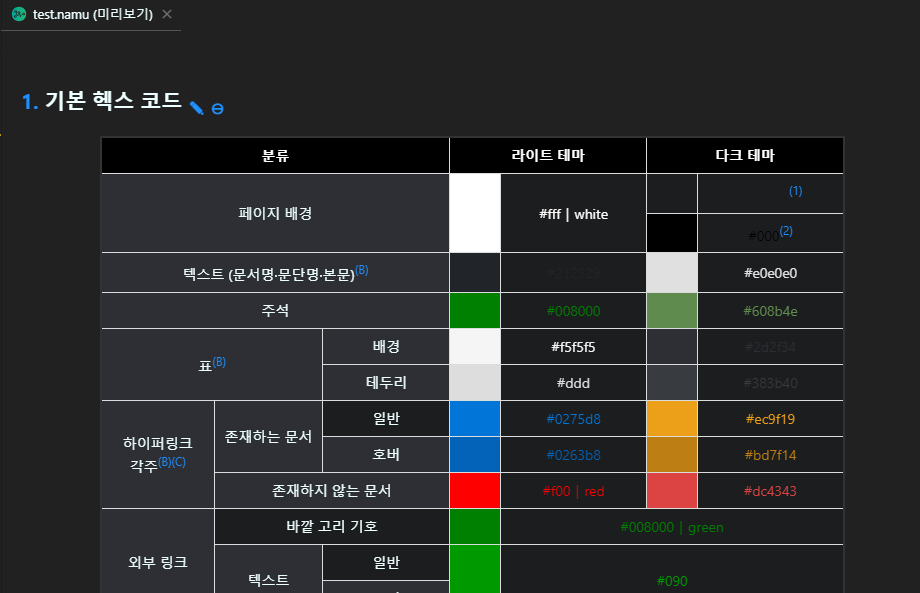 test.namu (미리보기)
1. 기본 헥스 코드
분류 라이트 테마 다크 테마
페이지 배경 #fff | white (1)
#000(2)
텍스트 (문서명·문단명·본문)(B) #212529 #e0e0e0
주석 #008000 #608b4e
표(B) 배경 #f5f5f5 #2d2f34
테두리 #ddd #383b40
하이퍼링크
각주(B)(C) 존재하는 문서 일반 #0275d8 #ec9f19
호버 #0263b8 #bd7f14
존재하지 않는 문서 #f00 | red #dc4343
외부 링크 바깥 고리 기호 #008000 | green
텍스트 일반 #090